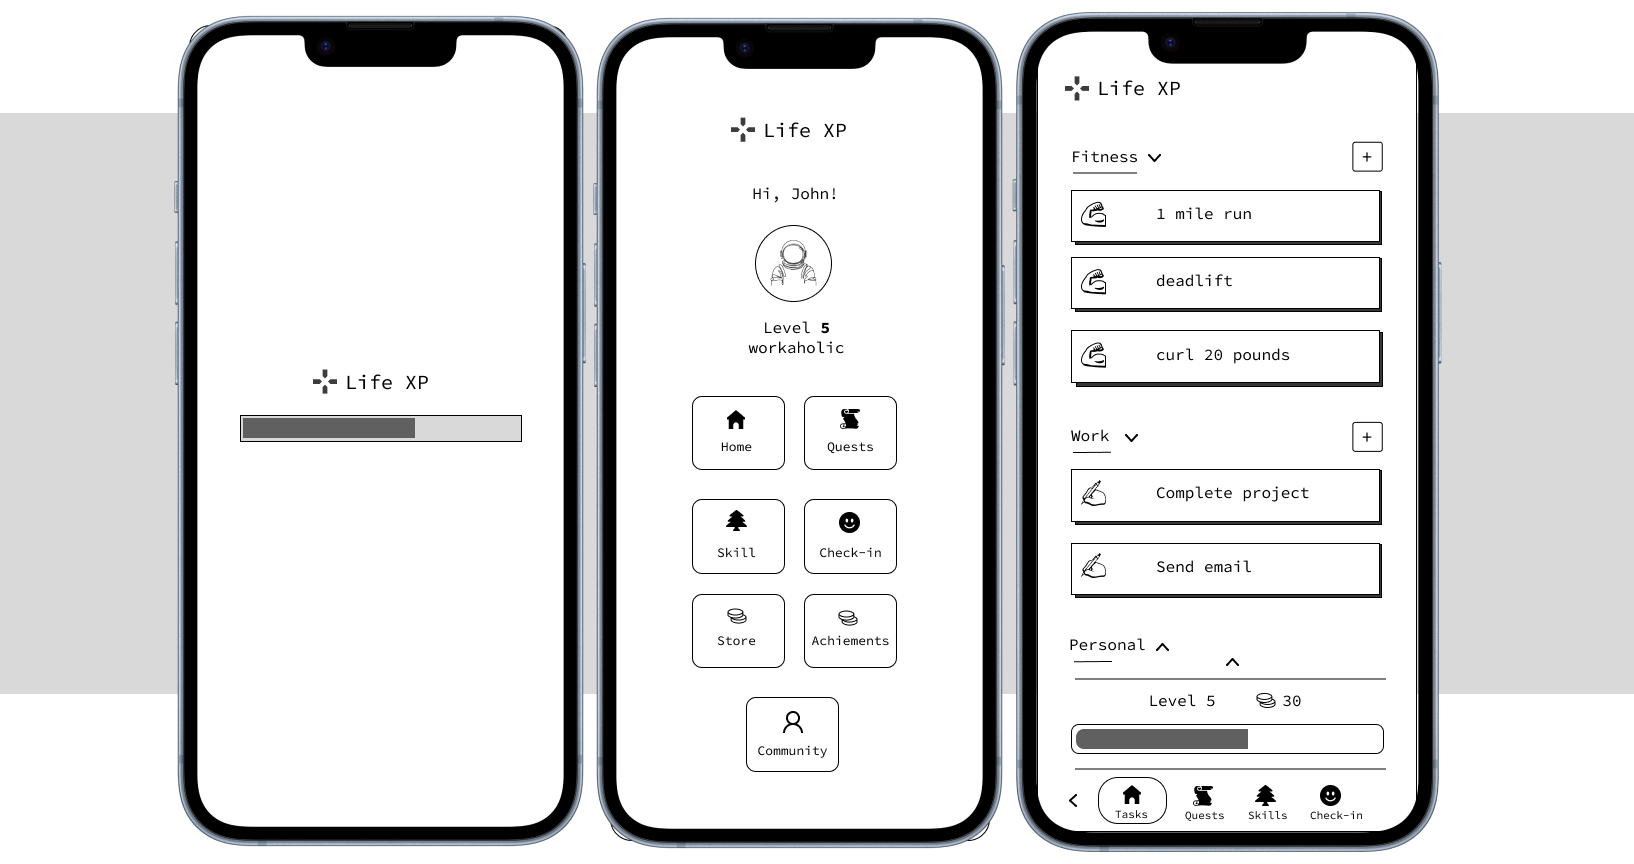 Life XP
Life XP
Hi, John!
Level 5
workaholic
Home
Quests
Skill
Check-in
Store
Achiements
Community
Life XP
Fitness
+
1 mile run
deadlift
curl 20 pounds
Work
+
Complete project
Send email
Personal
Level 5
30
Tasks
Quests
Skills
Check-in